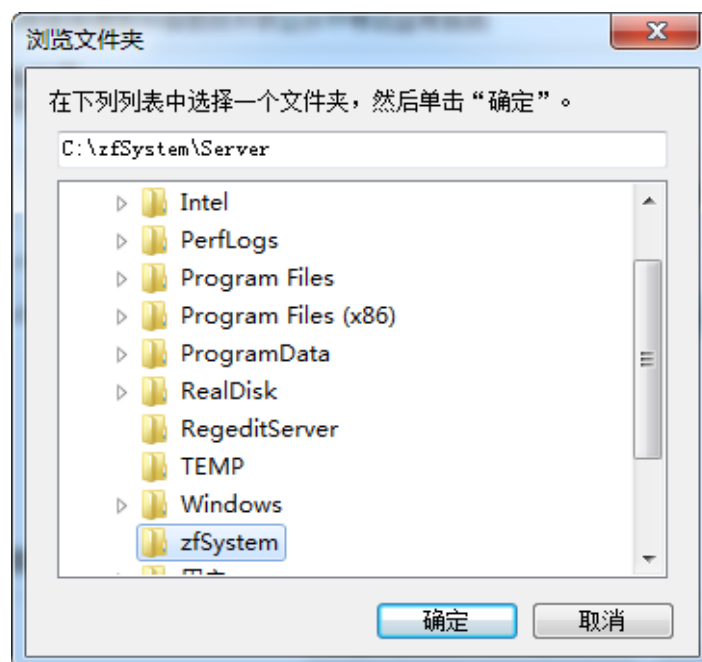 浏览文件夹
在下列列表中选择一个文件夹，然后单击“确定”。
C:\zfSystem\Server
Intel
PerfLogs
Program Files
Program Files (x86)
ProgramData
RealDisk
RegeditServer
TEMP
Windows
zfSystem
确定
取消